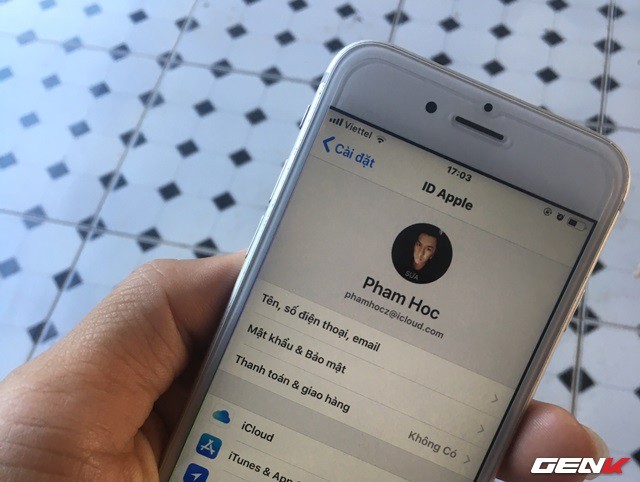 Viettel
17:03
Cài đặt
ID Apple
SỬA
Pham Hoc
phamhocz@icloud.com
Tên, số điện thoại, email
Mật khẩu & Bảo mật
Thanh toán & giao hàng
Không Có
iCloud
iTunes & App
GENK